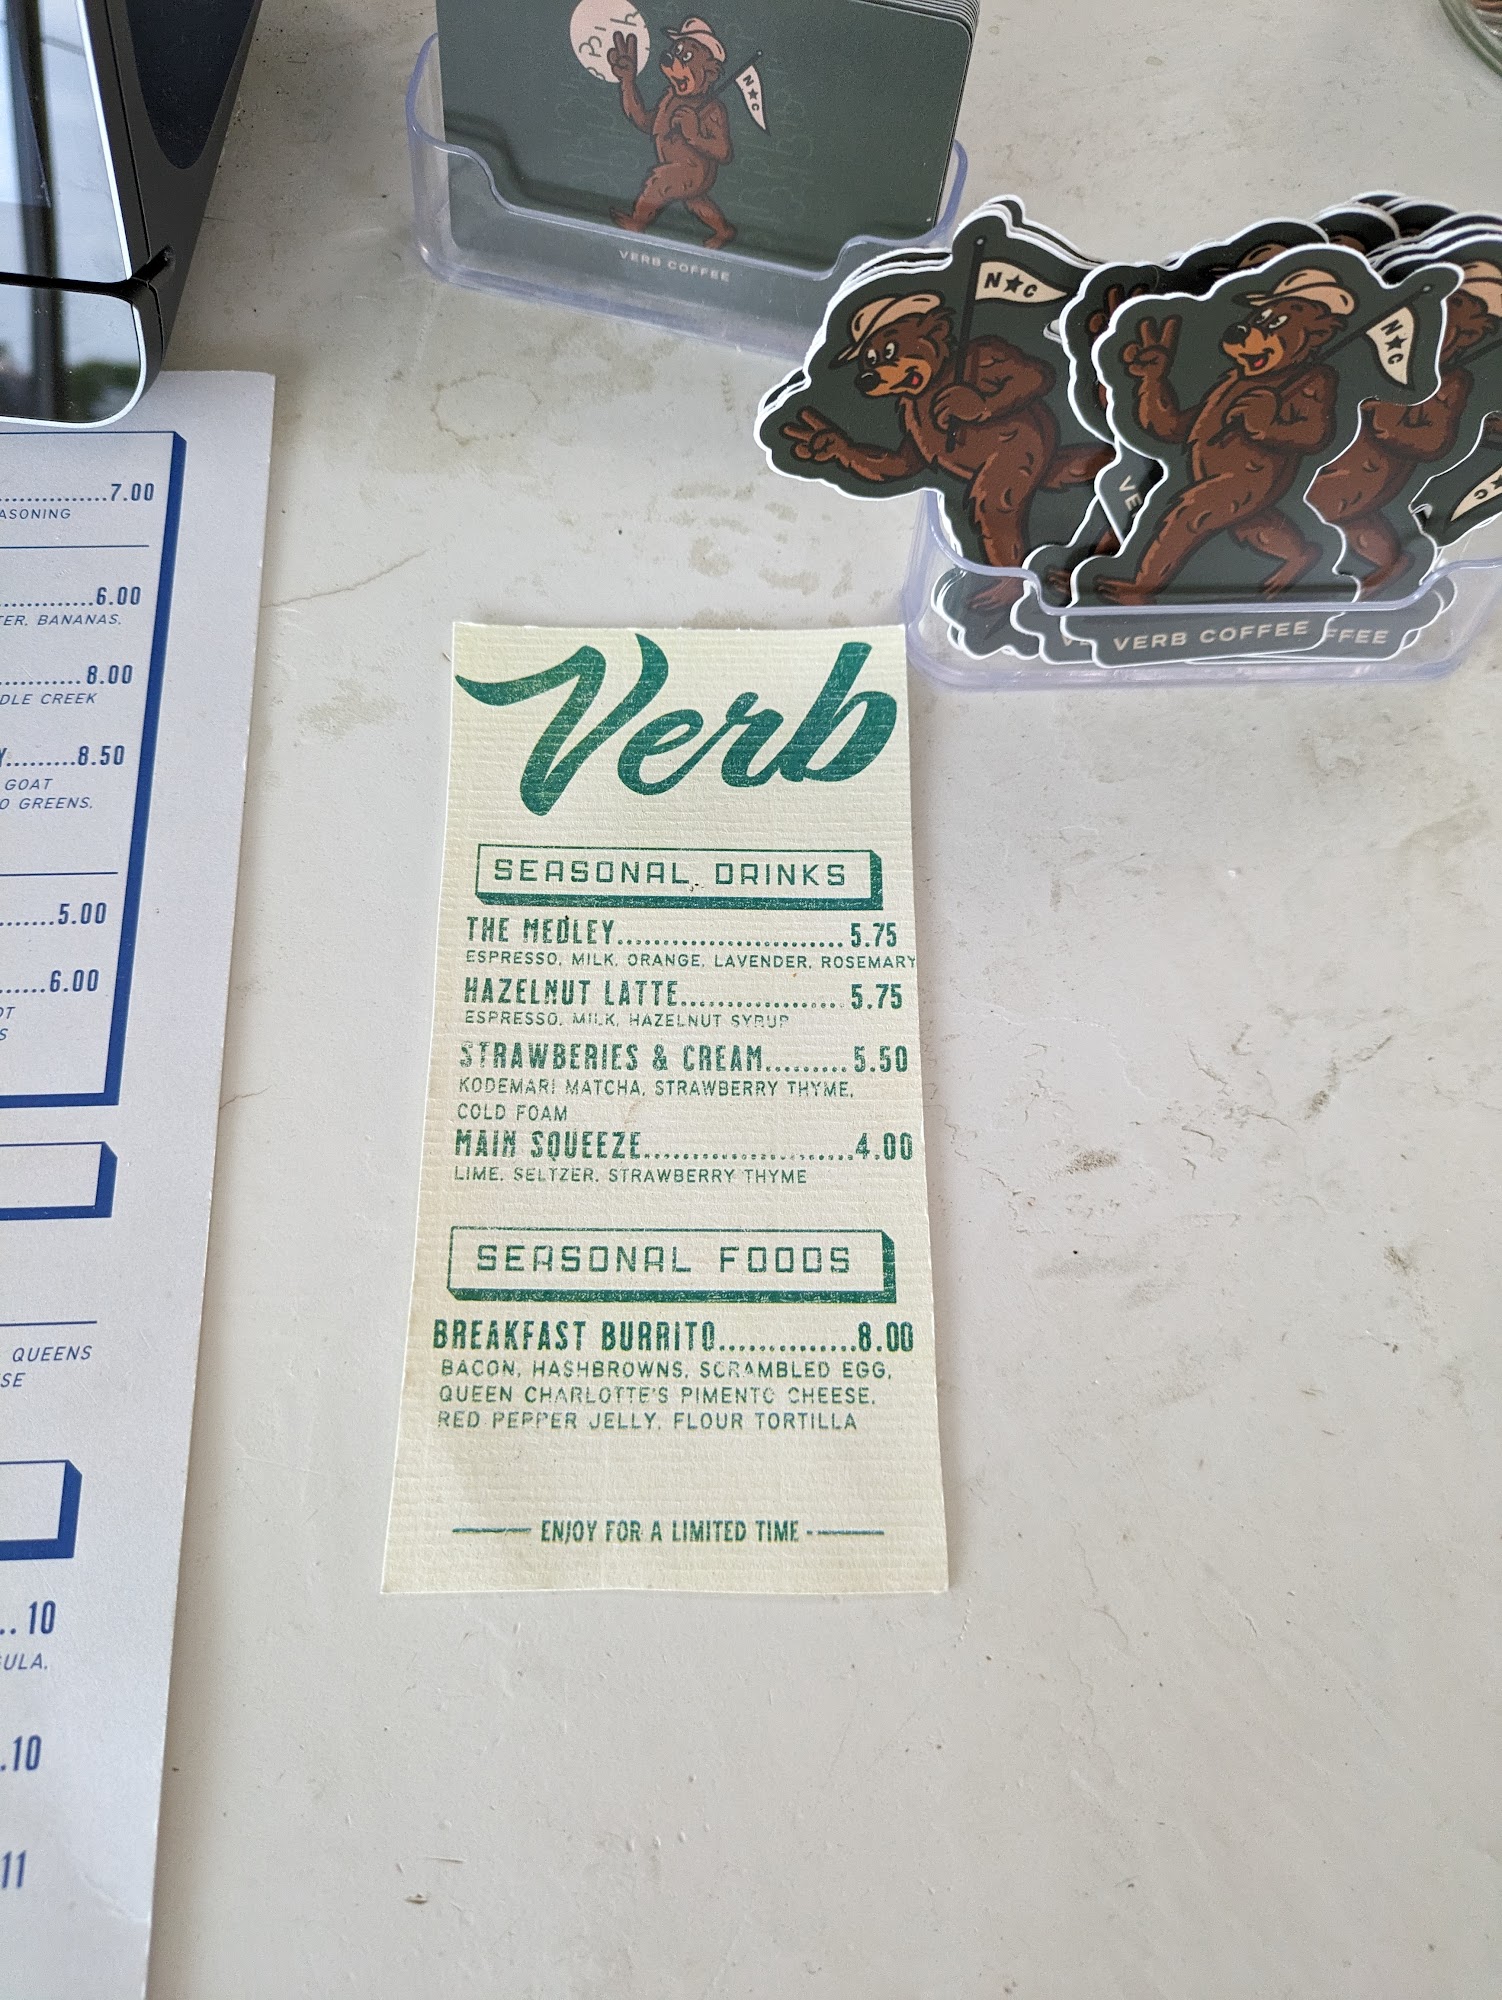 N★C
VERB COFFEE
N★C
N★C
VERB COFFEE
FFEE
7.00
ASONING
6.00
BANANAS.
8.00
DLE CREEK
8.50
GOAT
GREENS.
5.00
6.00
QUEENS
10
.10
11
Verb
SEASONAL DRINKS
THE MEDLEY..........................5.75
ESPRESSO, MILK, ORANGE, LAVENDER, ROSEMARY
HAZELNUT LATTE...................5.75
ESPRESSO, MILK, HAZELNUT SYRUP
STRAWBERIES & CREAM.........5.50
KODEMARI MATCHA, STRAWBERRY THYME,
COLD FOAM
MAIN SQUEEZE........................4.00
LIME, SELTZER, STRAWBERRY THYME
SEASONAL FOODS
BREAKFAST BURRITO...............8.00
BACON, HASHBROWNS, SCRAMBLED EGG,
QUEEN CHARLOTTE'S PIMENTO CHEESE,
RED PEPPER JELLY, FLOUR TORTILLA
ENJOY FOR A LIMITED TIME